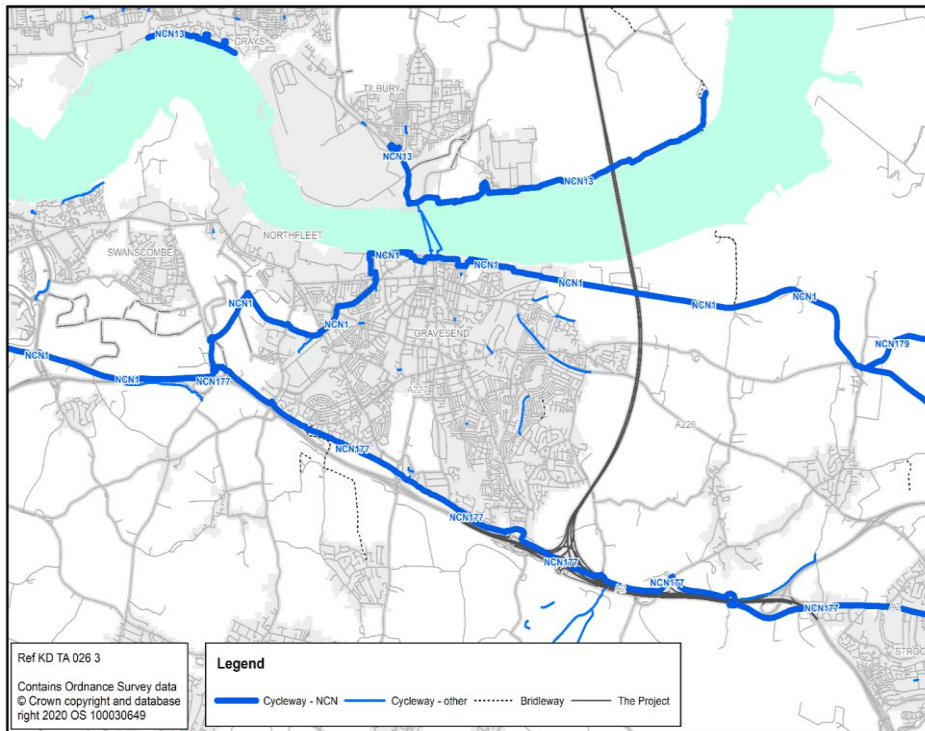 NCN13
GRAYS
TILBURY
NCN13
NCN13
NORTHFLEET
SWANSCOMBE
NCN1
NCN1
NCN1
NCN1
NCN1
NCN1
GRAVESEND
NCN179
NCN1
NCN177
A227
A226
NCN177
NCN177
NCN177
NCN177
NCN177
A2
STROO
Ref KD TA 026 3
Contains Ordnance Survey data
© Crown copyright and database
right 2020 OS 100030649
Legend
Cycleway - NCN
Cycleway - other
Bridleway
The Project